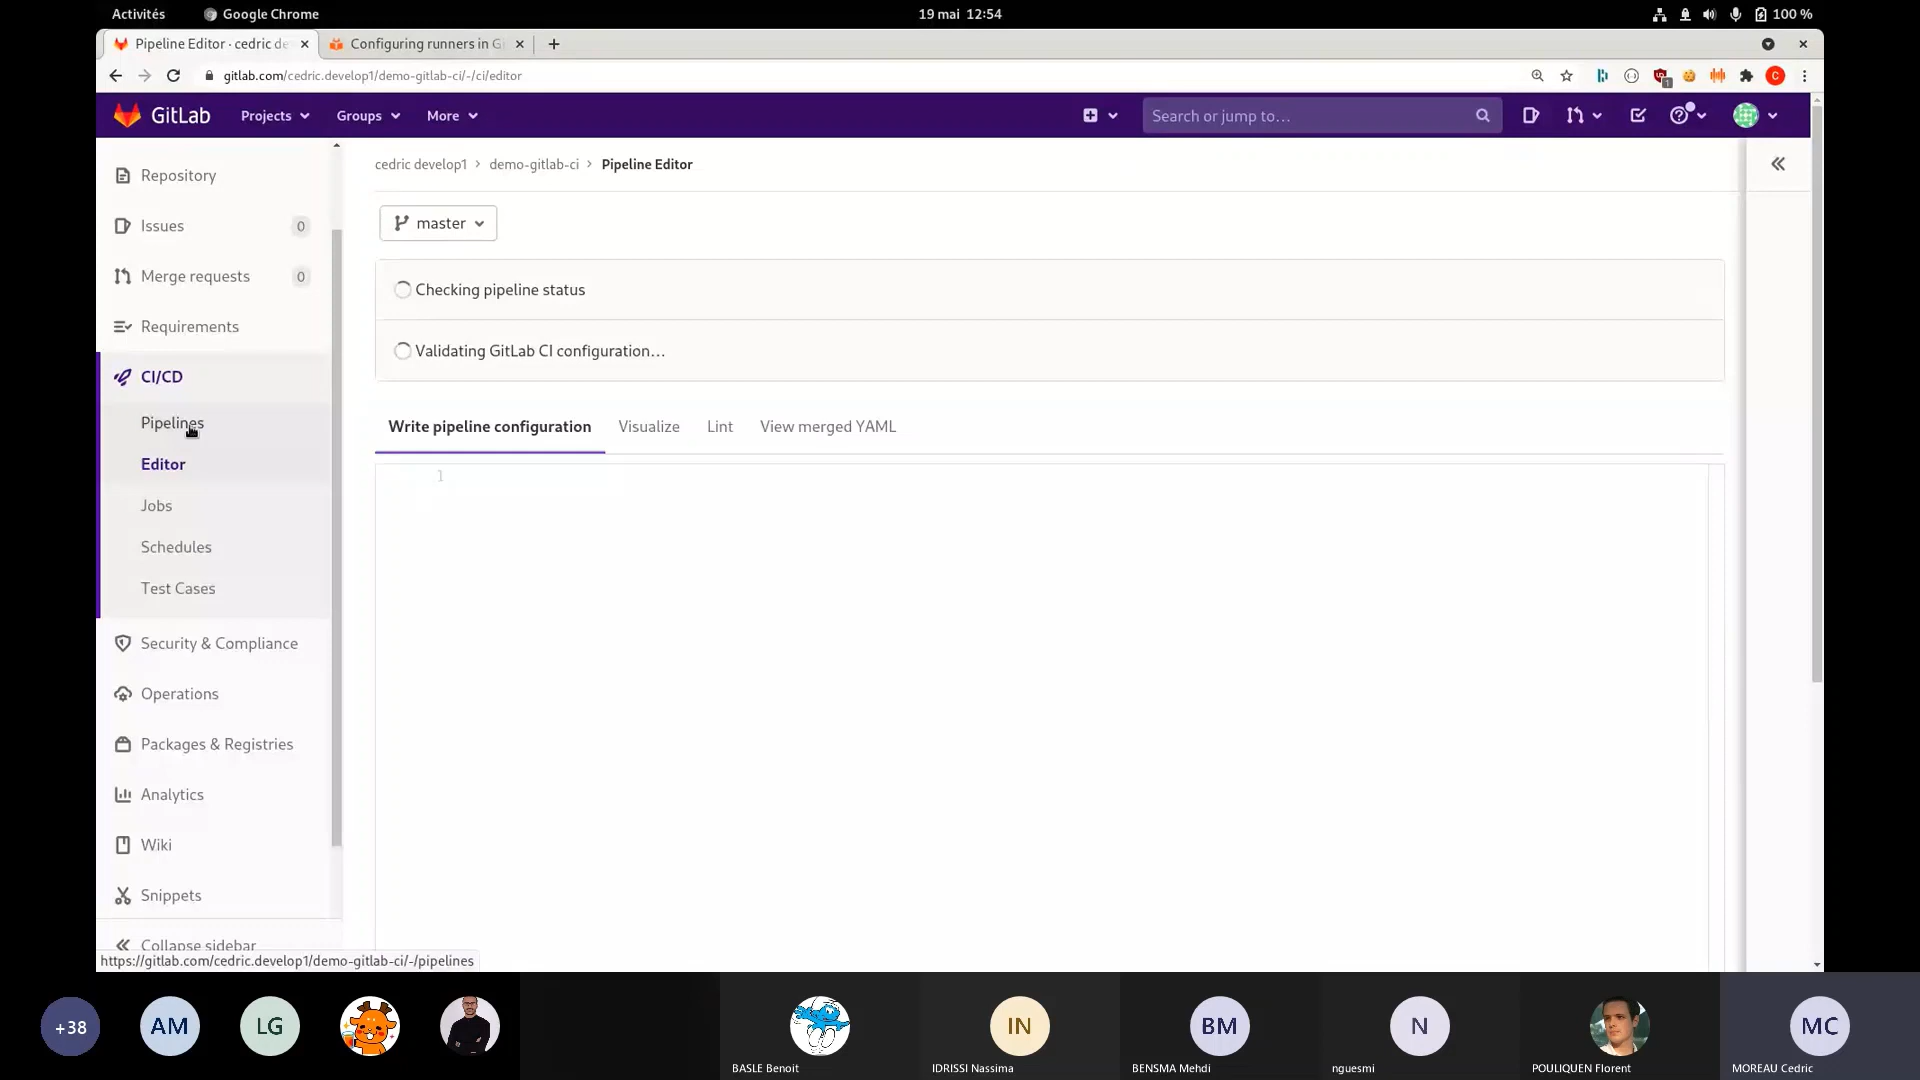 Activités
Google Chrome
19 mai 12:54
100 %
Pipeline Editor · cedric de
Configuring runners in G
gitlab.com/cedric.develop1/demo-gitlab-ci/-/ci/editor
1
C
GitLab
Projects
Groups
More
Search or jump to…
Repository
Issues
0
Merge requests
0
Requirements
CI/CD
Pipelines
Editor
Jobs
Schedules
Test Cases
Security & Compliance
Operations
Packages & Registries
Analytics
Wiki
Snippets
Collapse sidebar
https://gitlab.com/cedric.develop1/demo-gitlab-ci/-/pipelines
cedric develop1 › demo-gitlab-ci › Pipeline Editor
master
Checking pipeline status
Validating GitLab CI configuration…
Write pipeline configuration
Visualize
Lint
View merged YAML
1
+38
AM
LG
IN
BM
N
MC
BASLE Benoit
IDRISSI Nassima
BENSMA Mehdi
nguesmi
POULIQUEN Florent
MOREAU Cedric